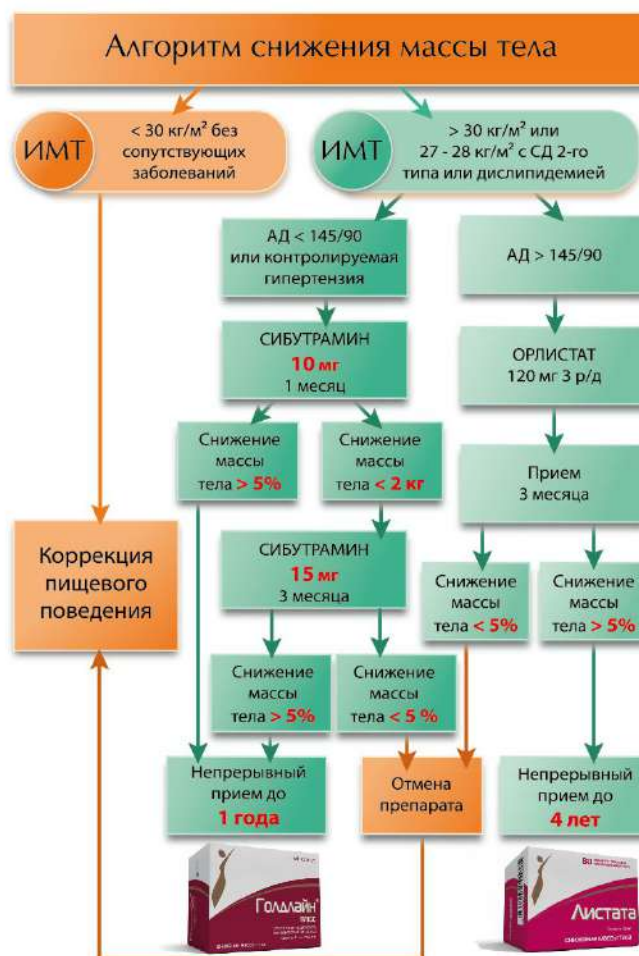 Алгоритм снижения массы тела
ИМТ
< 30 кг/м² без
сопутствующих
заболеваний
ИМТ
> 30 кг/м² или
27 - 28 кг/м² с СД 2-го
типа или дислипидемией
АД < 145/90
или контролируемая
гипертензия
АД > 145/90
СИБУТРАМИН
10 мг
1 месяц
ОРЛИСТАТ
120 мг 3 р/д
Снижение
массы
тела > 5%
Снижение
массы
тела < 2 кг
Прием
3 месяца
Коррекция
пищевого
поведения
СИБУТРАМИН
15 мг
3 месяца
Снижение
массы
тела < 5%
Снижение
массы
тела > 5%
Снижение
массы
тела > 5%
Снижение
массы
тела < 5 %
Непрерывный
прием до
1 года
Отмена
препарата
Непрерывный
прием до
4 лет
Голдлайн
Листата